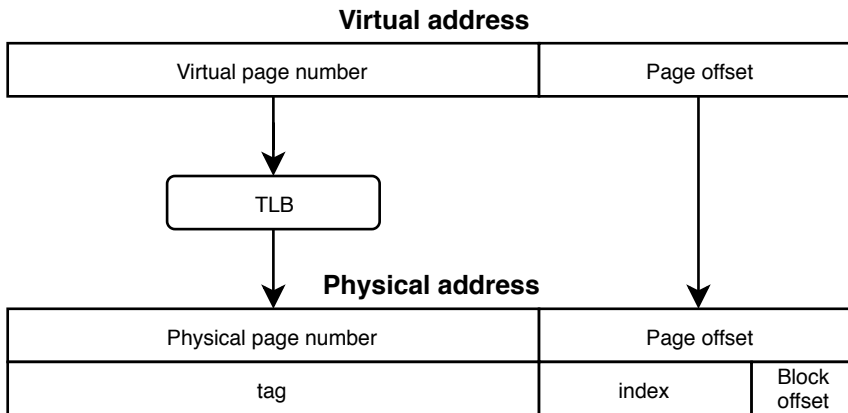 Virtual address
Virtual page number
Page offset
TLB
Physical address
Physical page number
Page offset
tag
index
Block
offset